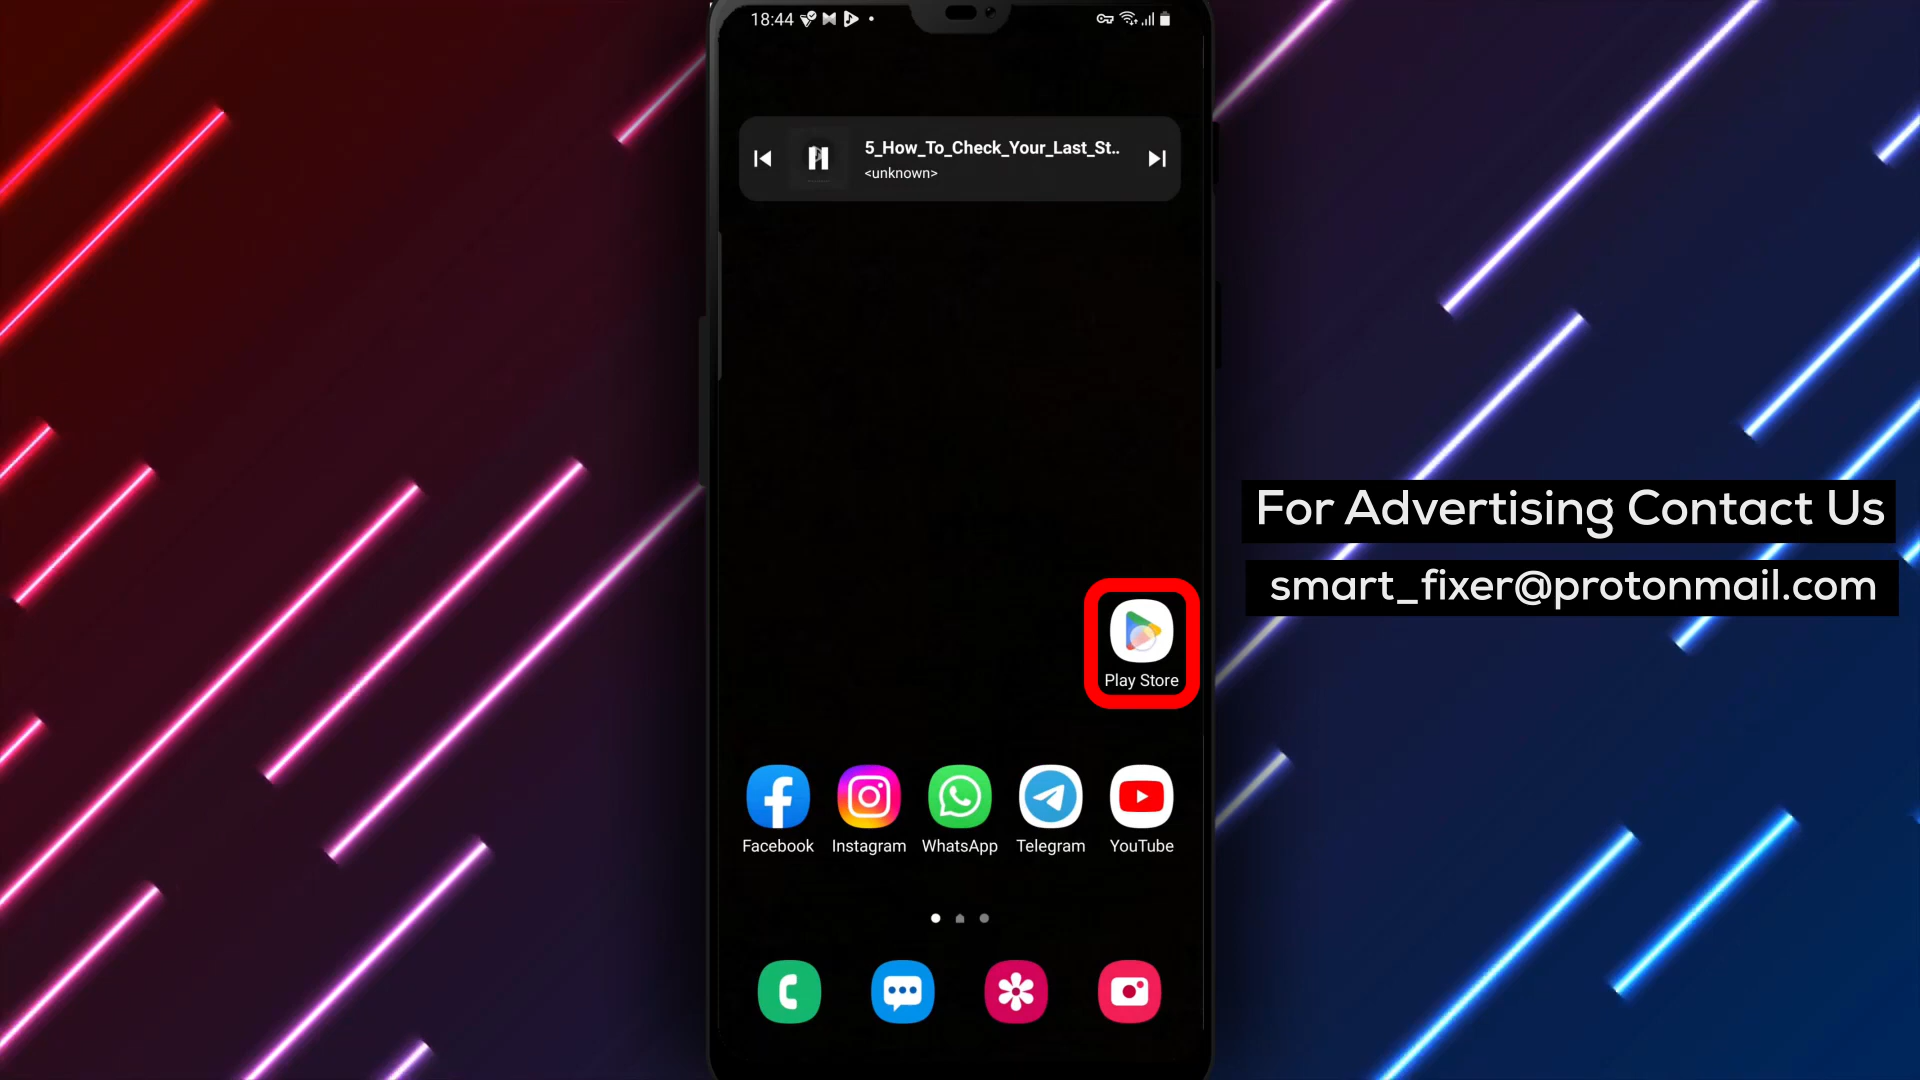 18:44
5_How_To_Check_Your_Last_St..
<unknown>
For Advertising Contact Us
smart_fixer@protonmail.com
Play Store
Facebook Instagram WhatsApp Telegram YouTube